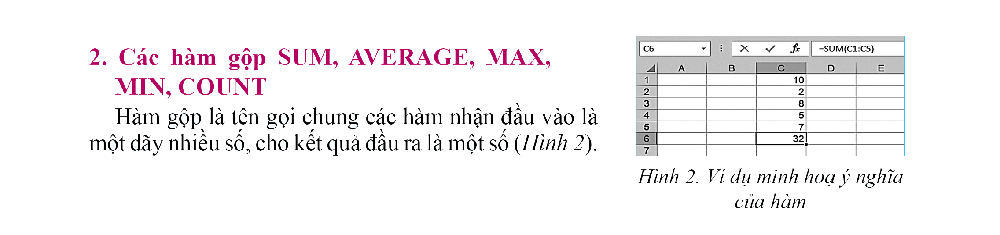 2. Các hàm gộp SUM, AVERAGE, MAX,
MIN, COUNT
Hàm gộp là tên gọi chung các hàm nhận đầu vào là
một dãy nhiều số, cho kết quả đầu ra là một số (Hình 2).
C6 fx =SUM(C1:C5)
A B C D E
1 10
2 2
3 8
4 5
5 7
6 32
7
Hình 2. Ví dụ minh hoạ ý nghĩa
của hàm